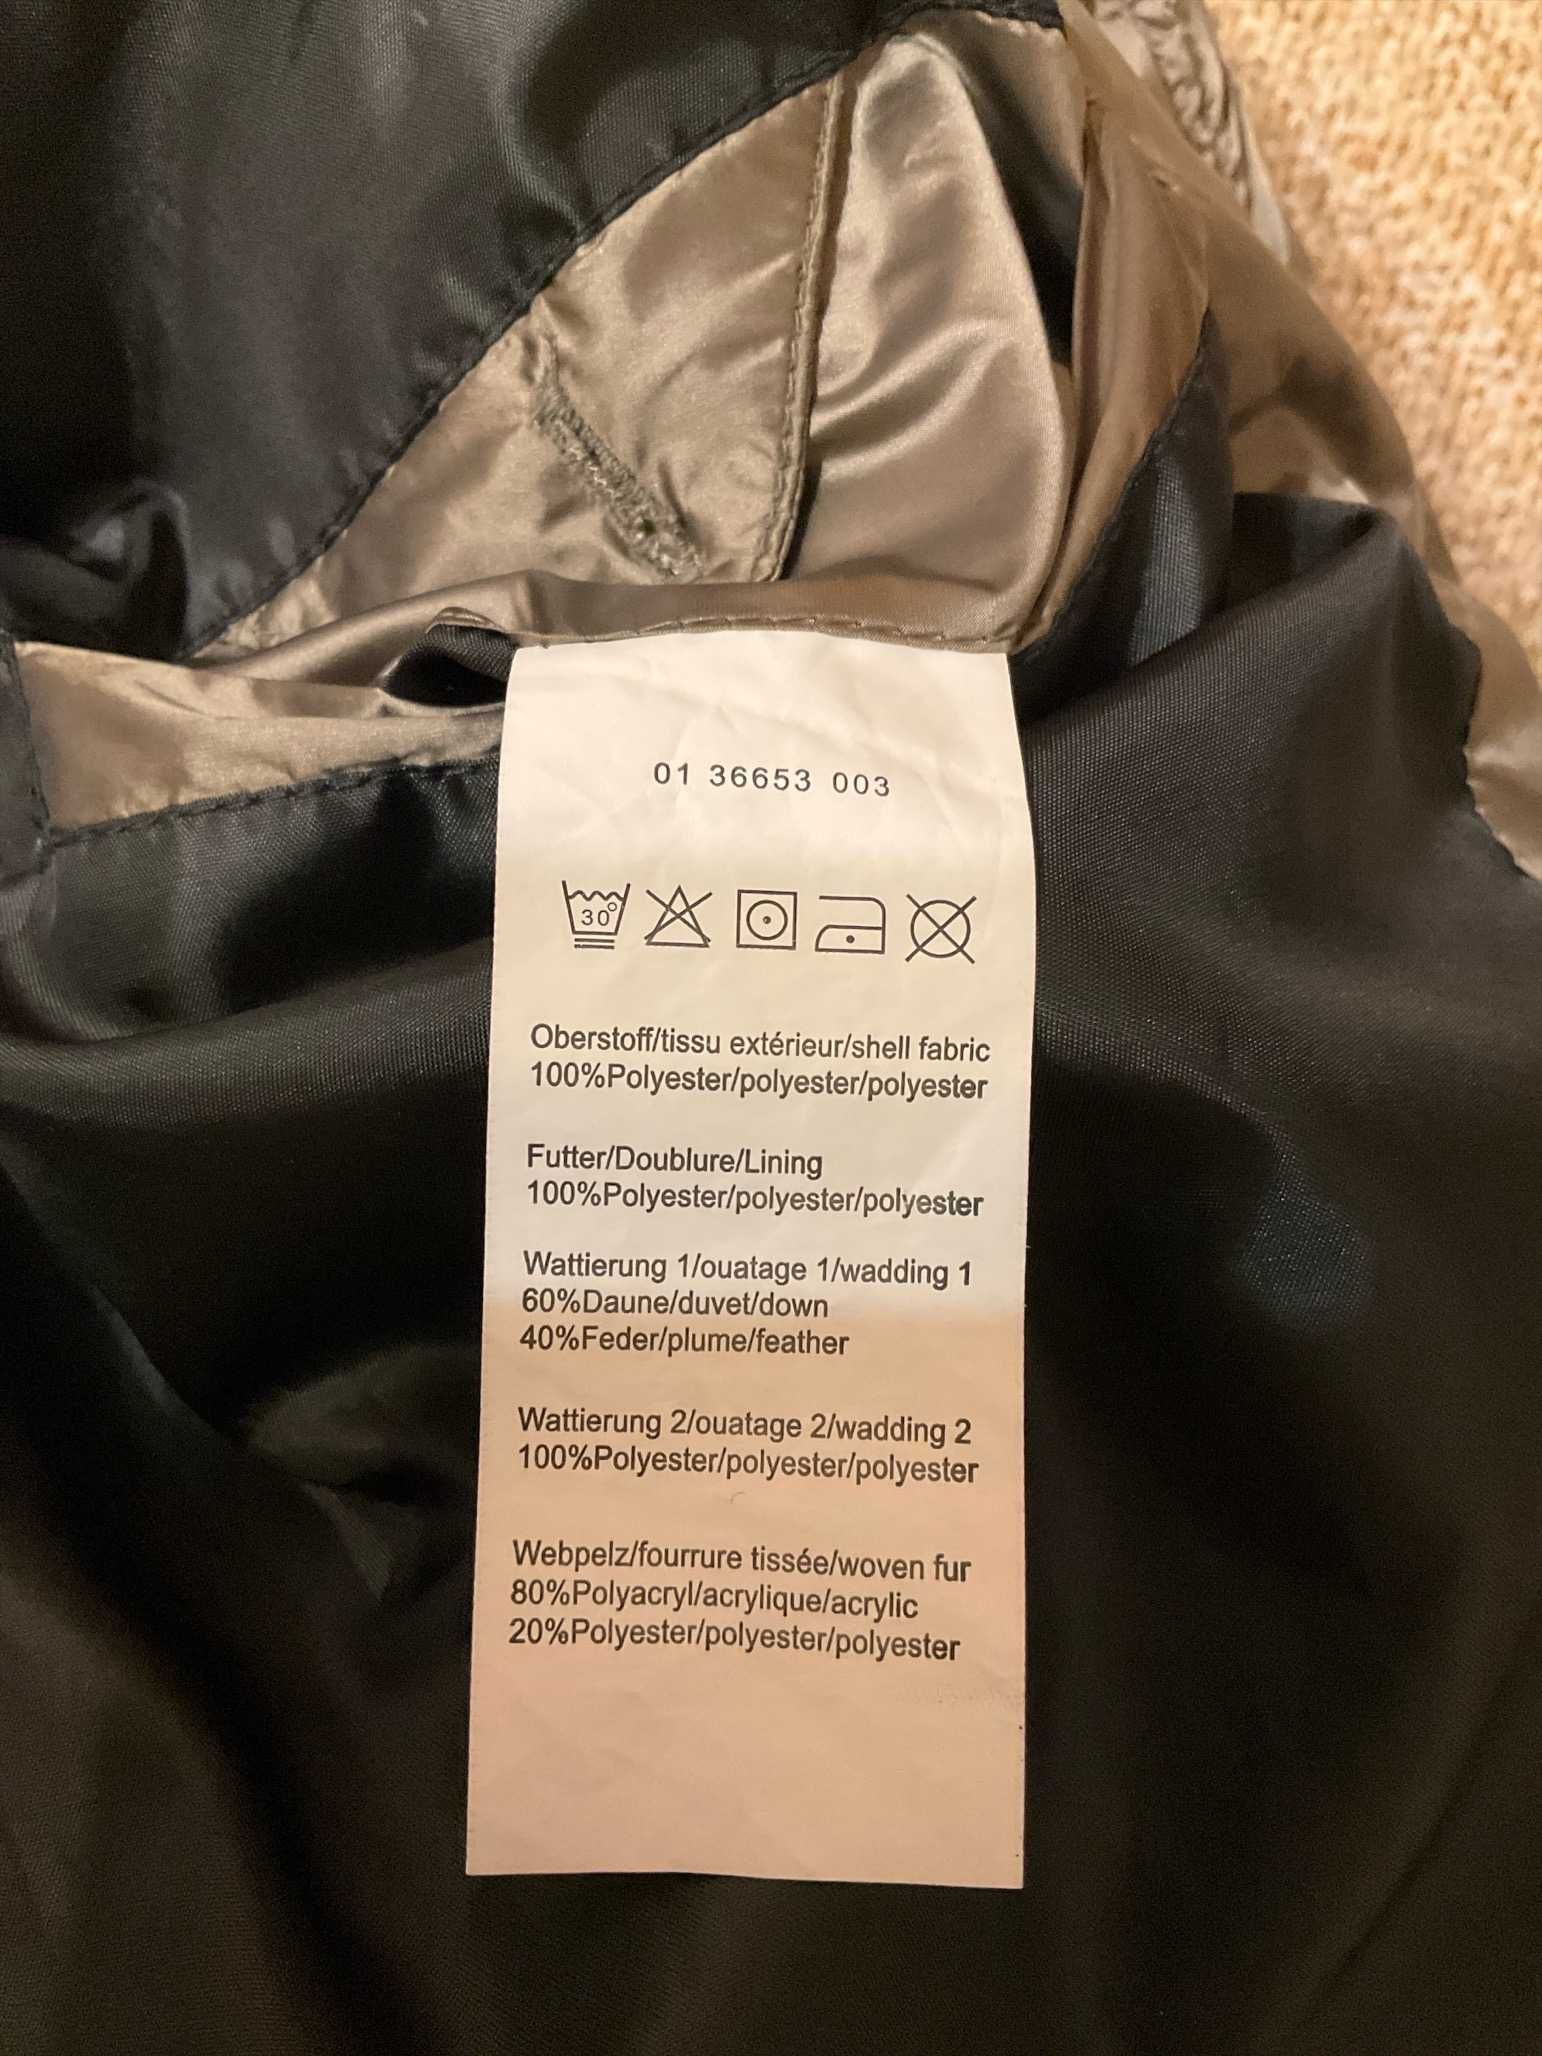 01 36653 003
30°
Oberstoff/tissu extérieur/shell fabric
100%Polyester/polyester/polyester
Futter/Doublure/Lining
100%Polyester/polyester/polyester
Wattierung 1/ouatage 1/wadding 1
60%Daune/duvet/down
40%Feder/plume/feather
Wattierung 2/ouatage 2/wadding 2
100%Polyester/polyester/polyester
Webpelz/fourrure tissée/woven fur
80%Polyacryl/acrylique/acrylic
20%Polyester/polyester/polyester